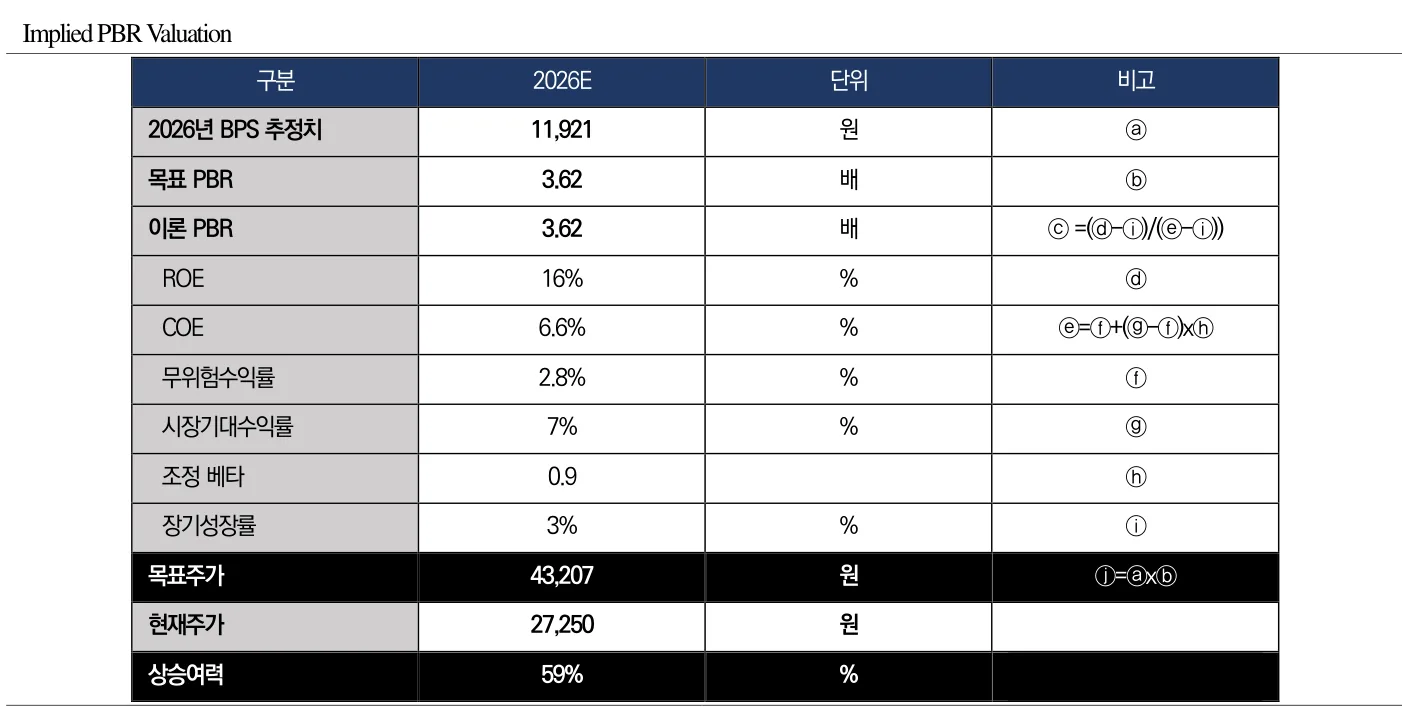 Implied PBR Valuation
구분 2026E 단위 비고
2026년 BPS 추정치 11,921 원 ⓐ
목표 PBR 3.62 배 ⓑ
이론 PBR 3.62 배 ⓒ =(ⓓ-ⓘ)/(ⓔ-ⓘ))
ROE 16% % ⓓ
COE 6.6% % ⓔ=ⓕ+(ⓖ-ⓕ)xⓗ
무위험수익률 2.8% % ⓕ
시장기대수익률 7% % ⓖ
조정 베타 0.9 ⓗ
장기성장률 3% % ⓘ
목표주가 43,207 원 ⓙ=ⓐxⓑ
현재주가 27,250 원
상승여력 59% %